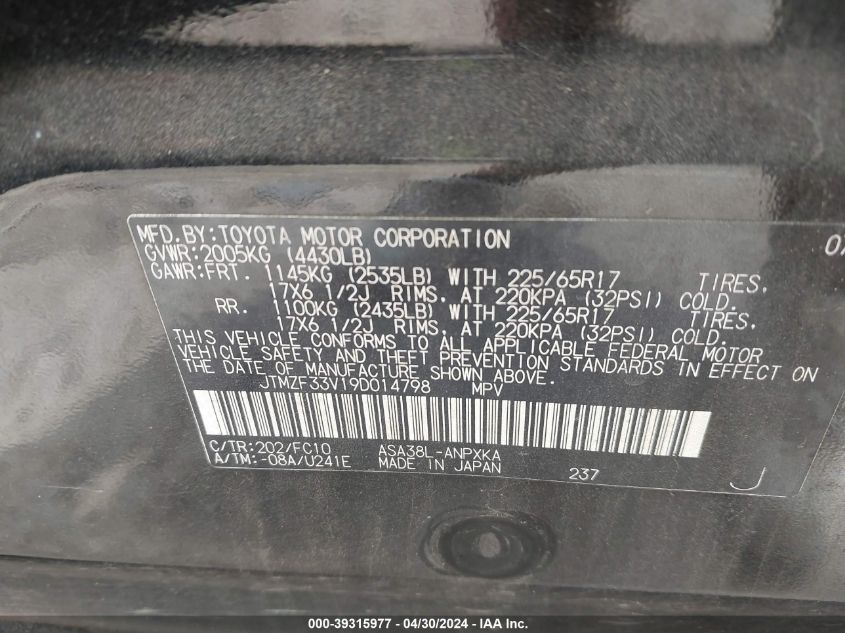 MFD.BY:TOYOTA MOTOR CORPORATION
GVWR:2005KG (4430LB)
GAWR:FRT. 1145KG (2535LB) WITH 225/65R17 TIRES,
17X6 1/2J RIMS, AT 220KPA (32PSI) COLD.
RR. 1100KG (2435LB) WITH 225/65R17 TIRES,
17X6 1/2J RIMS, AT 220KPA (32PSI) COLD.
THIS VEHICLE CONFORMS TO ALL APPLICABLE FEDERAL MOTOR
VEHICLE SAFETY AND THEFT PREVENTION STANDARDS IN EFFECT ON
THE DATE OF MANUFACTURE SHOWN ABOVE.
JTMZF33V19D014798 MPV
C/TR:202/FC10 ASA38L-ANPXKA
A/TM:-08A/U241E MADE IN JAPAN 237
J
000-39315977 - 04/30/2024 - IAA Inc.